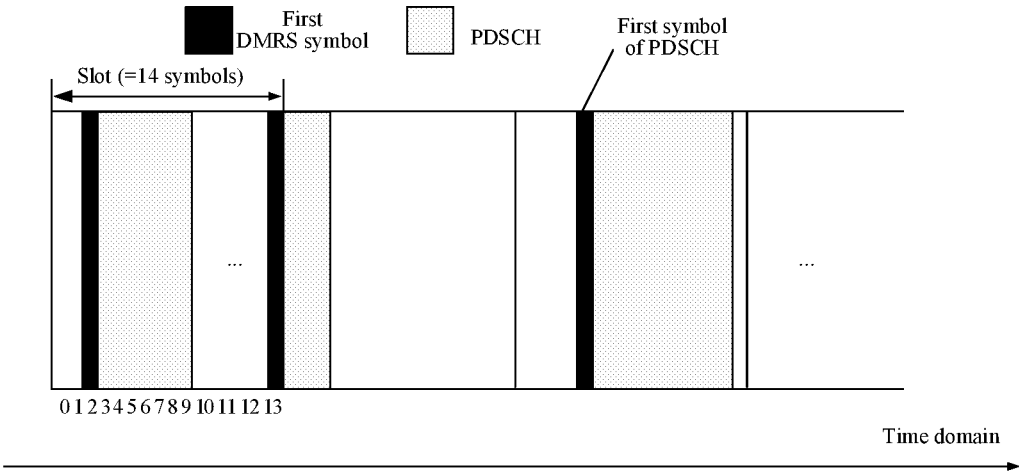 First
DMRS symbol
PDSCH
First symbol
of PDSCH
Slot (=14 symbols)
...
...
0 1 2 3 4 5 6 7 8 9 10 11 12 13
Time domain